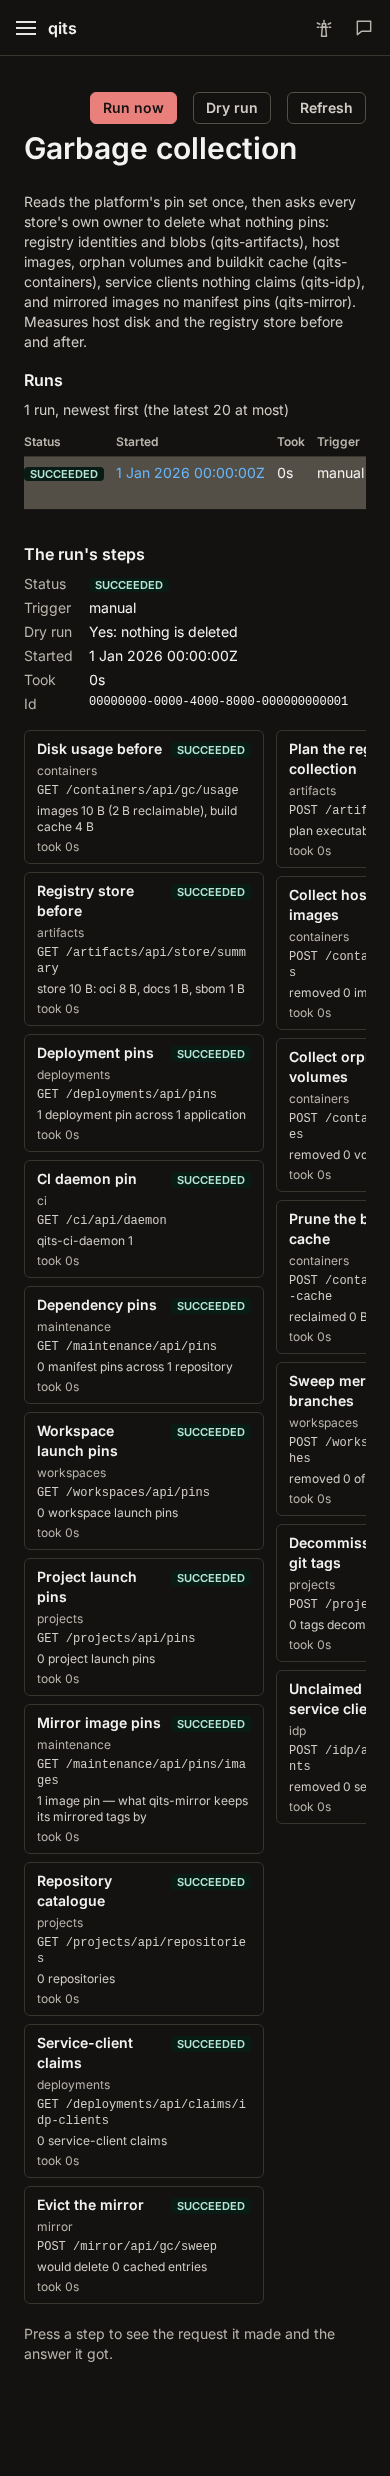 qits
Run now
Dry run
Refresh
Garbage collection
Reads the platform's pin set once, then asks every
store's own owner to delete what nothing pins:
registry identities and blobs (qits-artifacts), host
images, orphan volumes and buildkit cache (qits-
containers), service clients nothing claims (qits-idp),
and mirrored images no manifest pins (qits-mirror).
Measures host disk and the registry store before
and after.
Runs
1 run, newest first (the latest 20 at most)
Status Started Took Trigger
SUCCEEDED 1 Jan 2026 00:00:00Z 0s manual
The run's steps
Status SUCCEEDED
Trigger manual
Dry run Yes: nothing is deleted
Started 1 Jan 2026 00:00:00Z
Took 0s
Id 00000000-0000-4000-8000-000000000001
Disk usage before SUCCEEDED
containers
GET /containers/api/gc/usage
images 10 B (2 B reclaimable), build
cache 4 B
took 0s
Registry store
before
SUCCEEDED
artifacts
GET /artifacts/api/store/summ
ary
store 10 B: oci 8 B, docs 1 B, sbom 1 B
took 0s
Deployment pins SUCCEEDED
deployments
GET /deployments/api/pins
1 deployment pin across 1 application
took 0s
CI daemon pin SUCCEEDED
ci
GET /ci/api/daemon
qits-ci-daemon 1
took 0s
Dependency pins SUCCEEDED
maintenance
GET /maintenance/api/pins
0 manifest pins across 1 repository
took 0s
Workspace
launch pins
SUCCEEDED
workspaces
GET /workspaces/api/pins
0 workspace launch pins
took 0s
Project launch
pins
SUCCEEDED
projects
GET /projects/api/pins
0 project launch pins
took 0s
Mirror image pins SUCCEEDED
maintenance
GET /maintenance/api/pins/ima
ges
1 image pin — what qits-mirror keeps
its mirrored tags by
took 0s
Repository
catalogue
SUCCEEDED
projects
GET /projects/api/repositorie
s
0 repositories
took 0s
Service-client
claims
SUCCEEDED
deployments
GET /deployments/api/claims/i
dp-clients
0 service-client claims
took 0s
Evict the mirror SUCCEEDED
mirror
POST /mirror/api/gc/sweep
would delete 0 cached entries
took 0s
Plan the reg
collection
artifacts
POST /artif
plan executab
took 0s
Collect hos
images
containers
POST /conta
s
removed 0 im
took 0s
Collect orp
volumes
containers
POST /conta
es
removed 0 vo
took 0s
Prune the b
cache
containers
POST /conta
-cache
reclaimed 0 B
took 0s
Sweep mer
branches
workspaces
POST /works
hes
removed 0 of
took 0s
Decommiss
git tags
projects
POST /proje
0 tags decom
took 0s
Unclaimed
service clie
idp
POST /idp/a
nts
removed 0 se
took 0s
Press a step to see the request it made and the
answer it got.